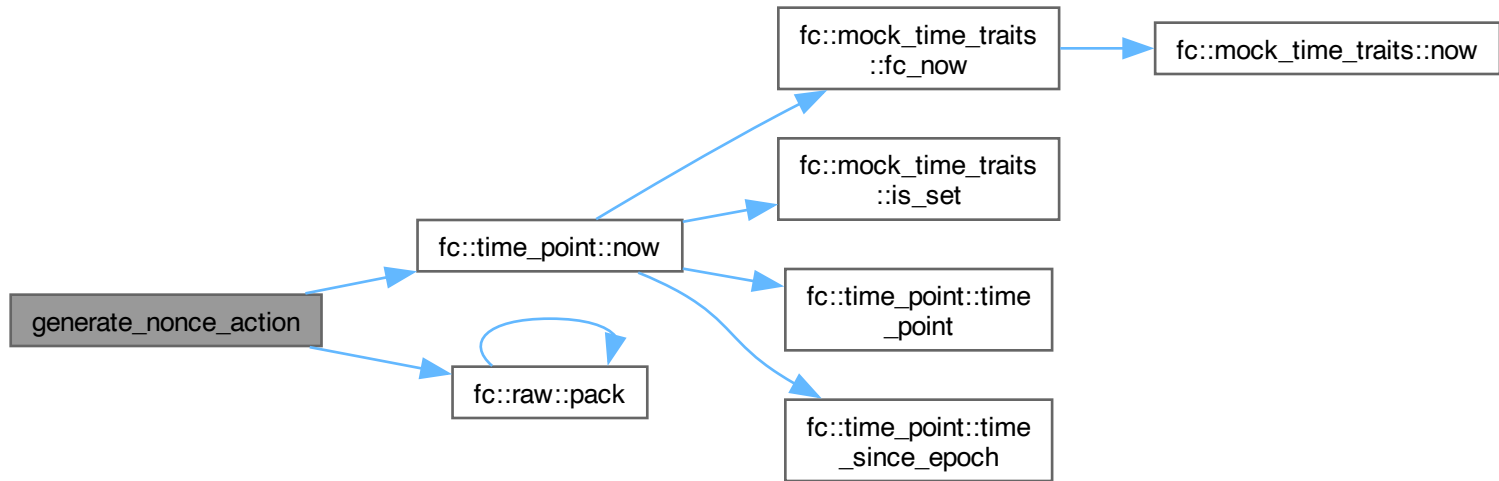 generate_nonce_action
fc::time_point::now
fc::raw::pack
fc::mock_time_traits
::fc_now
fc::mock_time_traits
::is_set
fc::time_point::time
_point
fc::time_point::time
_since_epoch
fc::mock_time_traits::now